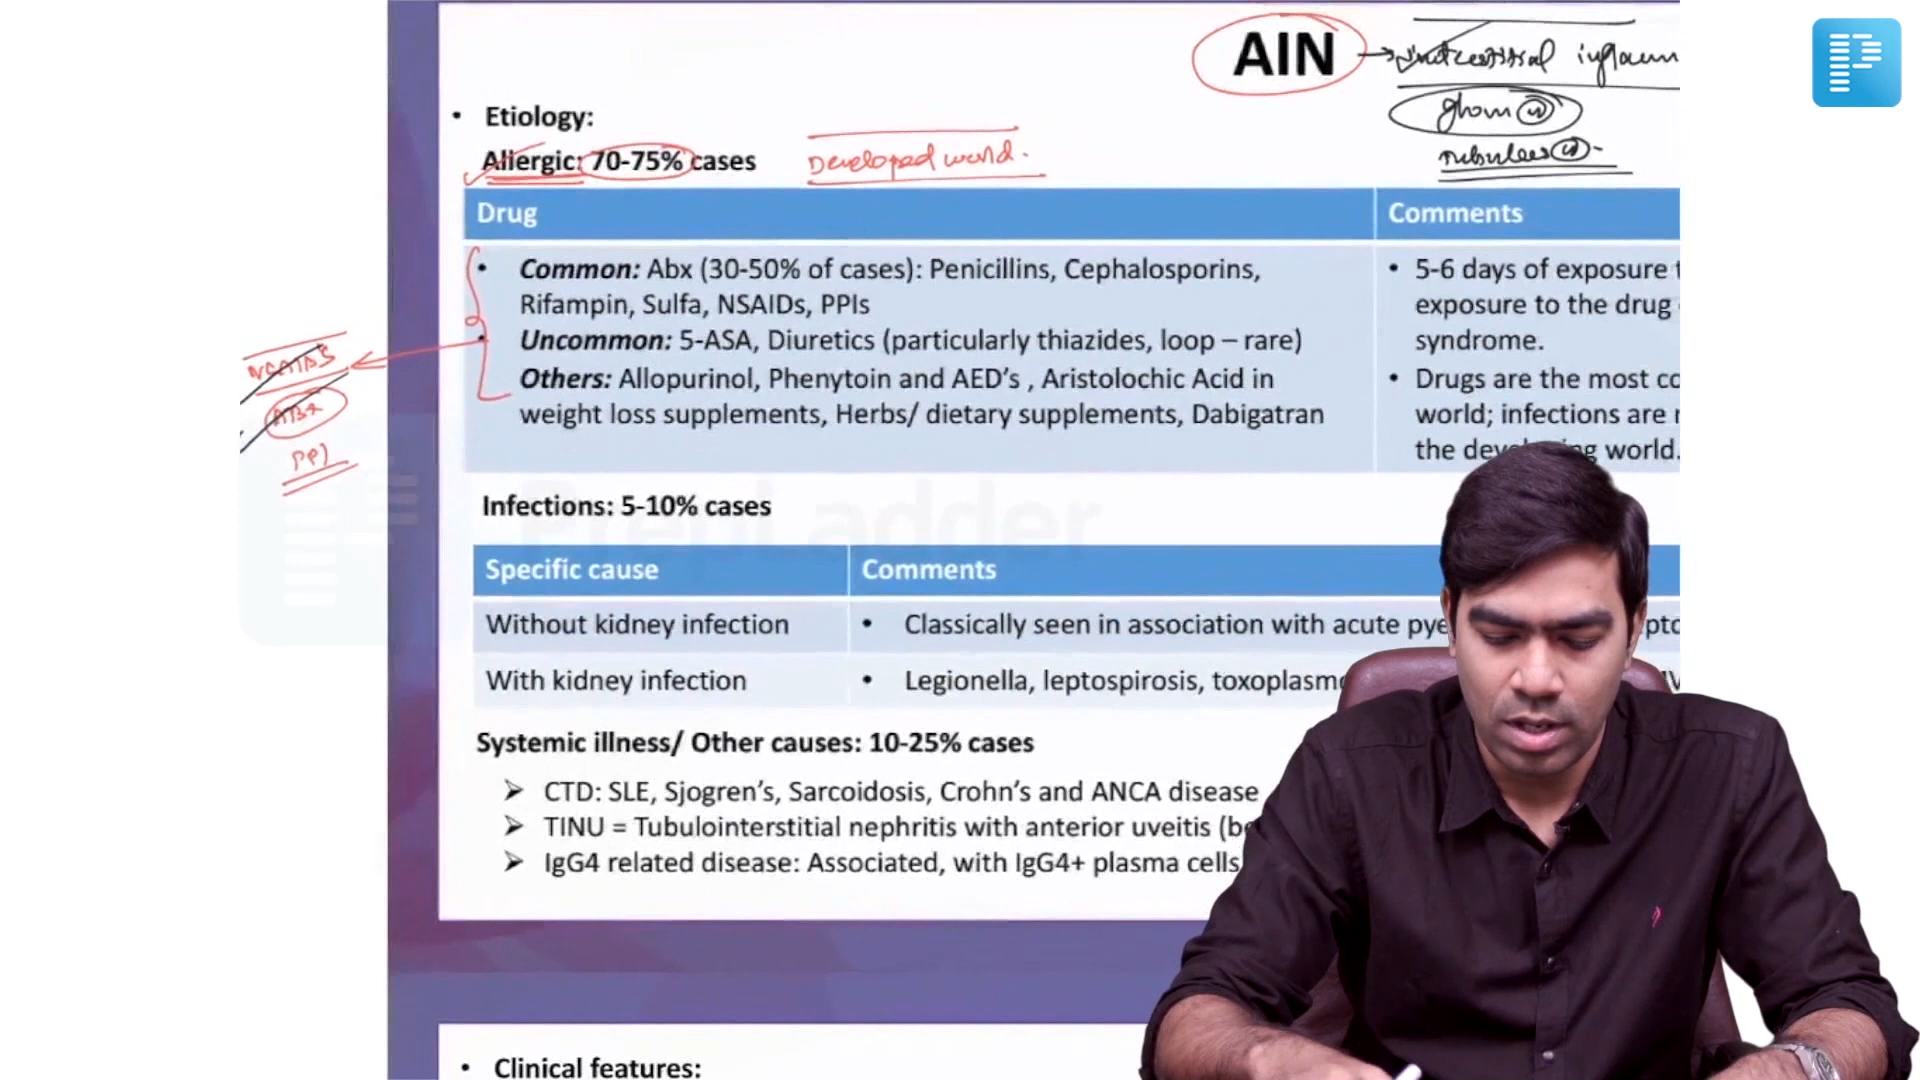 AIN → interstitial inflam
glom (N)
tubules (N)
• Etiology:
Allergic: 70-75% cases Developed world.
Drug Comments
• Common: Abx (30-50% of cases): Penicillins, Cephalosporins,
Rifampin, Sulfa, NSAIDs, PPIs
• Uncommon: 5-ASA, Diuretics (particularly thiazides, loop – rare)
Others: Allopurinol, Phenytoin and AED's , Aristolochic Acid in
weight loss supplements, Herbs/ dietary supplements, Dabigatran
• 5-6 days of exposure
exposure to the drug
syndrome.
• Drugs are the most
world; infections are
the world.
NSAIDS
ABx
PPI
PrepLadder
Infections: 5-10% cases
Specific cause Comments
Without kidney infection • Classically seen in association with acute
With kidney infection • Legionella, leptospirosis,
Systemic illness/ Other causes: 10-25% cases
➢ CTD: SLE, Sjogren's, Sarcoidosis, Crohn's and ANCA disease
➢ TINU = Tubulointerstitial nephritis with anterior uveitis
➢ IgG4 related disease: Associated, with IgG4+ plasma cells
• Clinical features: